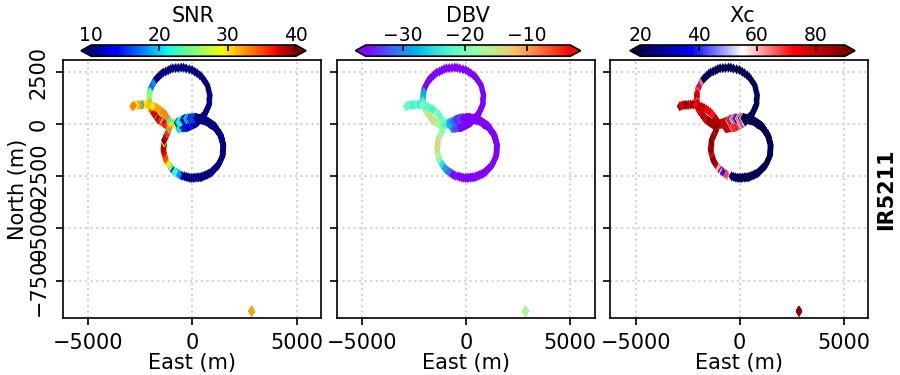 SNR DBV Xc
10 20 30 40 −30 −20 −10 20 40 60 80
2500
0
−2500
−5000
−7500
North (m)
IR5211
−5000 0 5000 −5000 0 5000 −5000 0 5000
East (m) East (m) East (m)